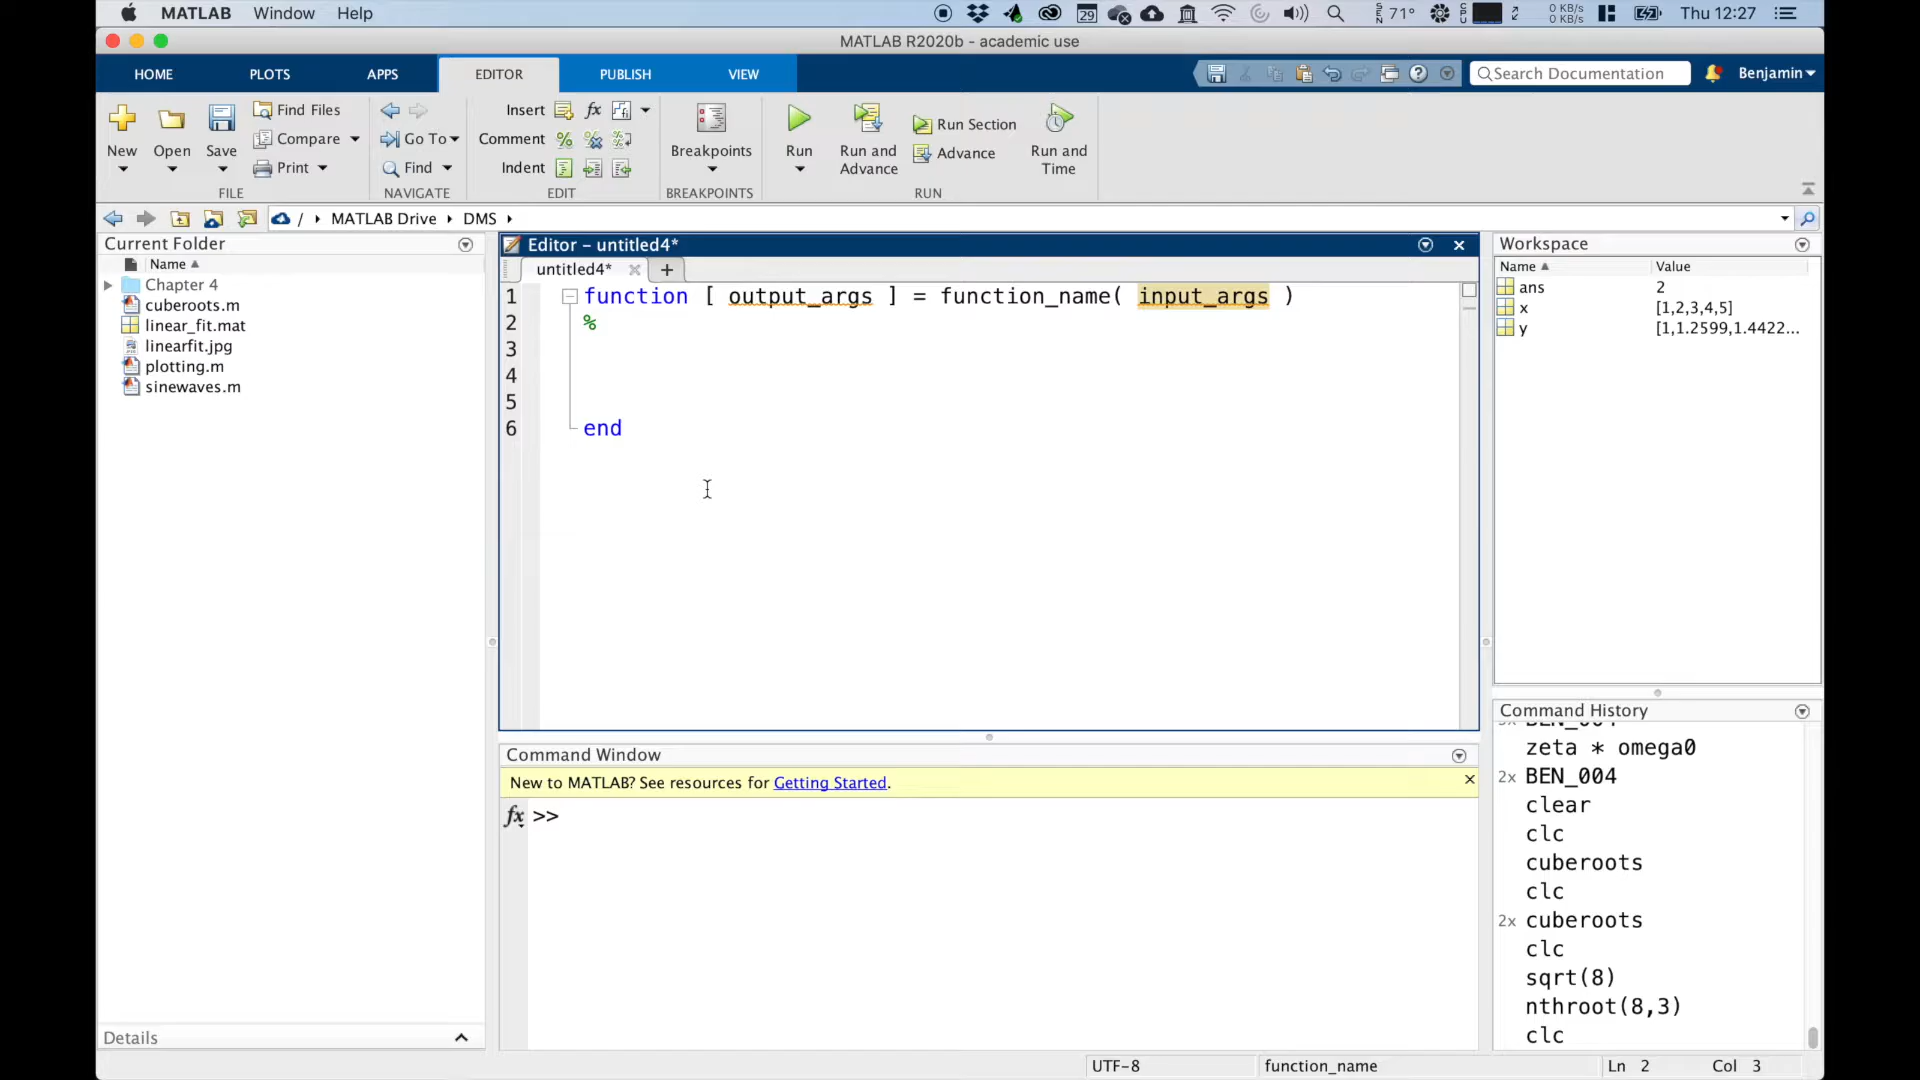 MATLAB Window Help
29
71°
0 KB/s
0 KB/s
Thu 12:27
MATLAB R2020b - academic use
HOME PLOTS APPS EDITOR PUBLISH VIEW
Search Documentation
Benjamin
New
Open
Save
Find Files
Compare
Print
FILE
Go To
Find
NAVIGATE
Insert fx
Comment % %
Indent
EDIT
Breakpoints
BREAKPOINTS
Run
Run and
Advance
Run Section
Advance
Run and
Time
RUN
/ MATLAB Drive DMS
Current Folder
Name
Chapter 4
cuberoots.m
linear_fit.mat
linearfit.jpg
plotting.m
sinewaves.m
Details
Editor – untitled4*
untitled4* × +
1 function [ output_args ] = function_name( input_args )
2 %
3
4
5
6 end
Command Window
New to MATLAB? See resources for Getting Started.
fx >>
Workspace
Name Value
ans 2
x [1,2,3,4,5]
y [1,1.2599,1.4422...
Command History
BEN_004
zeta * omega0
2x BEN_004
clear
clc
cuberoots
clc
2x cuberoots
clc
sqrt(8)
nthroot(8,3)
clc
UTF-8 function_name Ln 2 Col 3